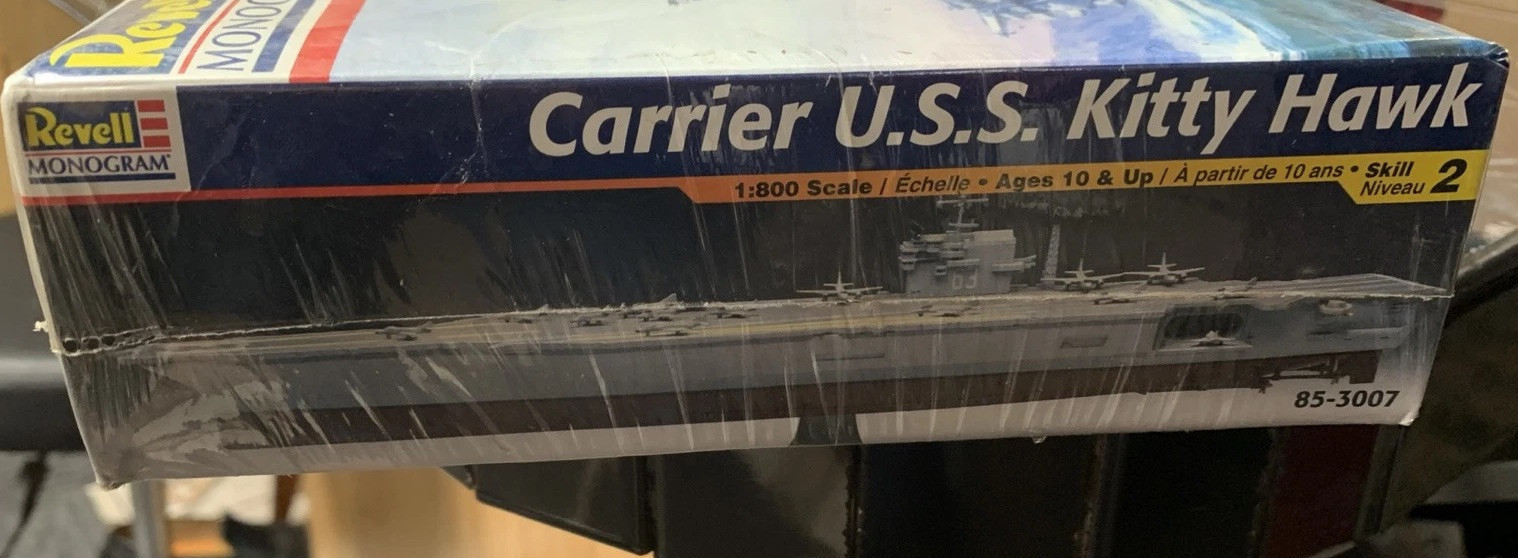 Revell
MONOGRAM
Carrier U.S.S. Kitty Hawk
1:800 Scale / Échelle • Ages 10 & Up / À partir de 10 ans • Skill
Niveau 2
63
85-3007